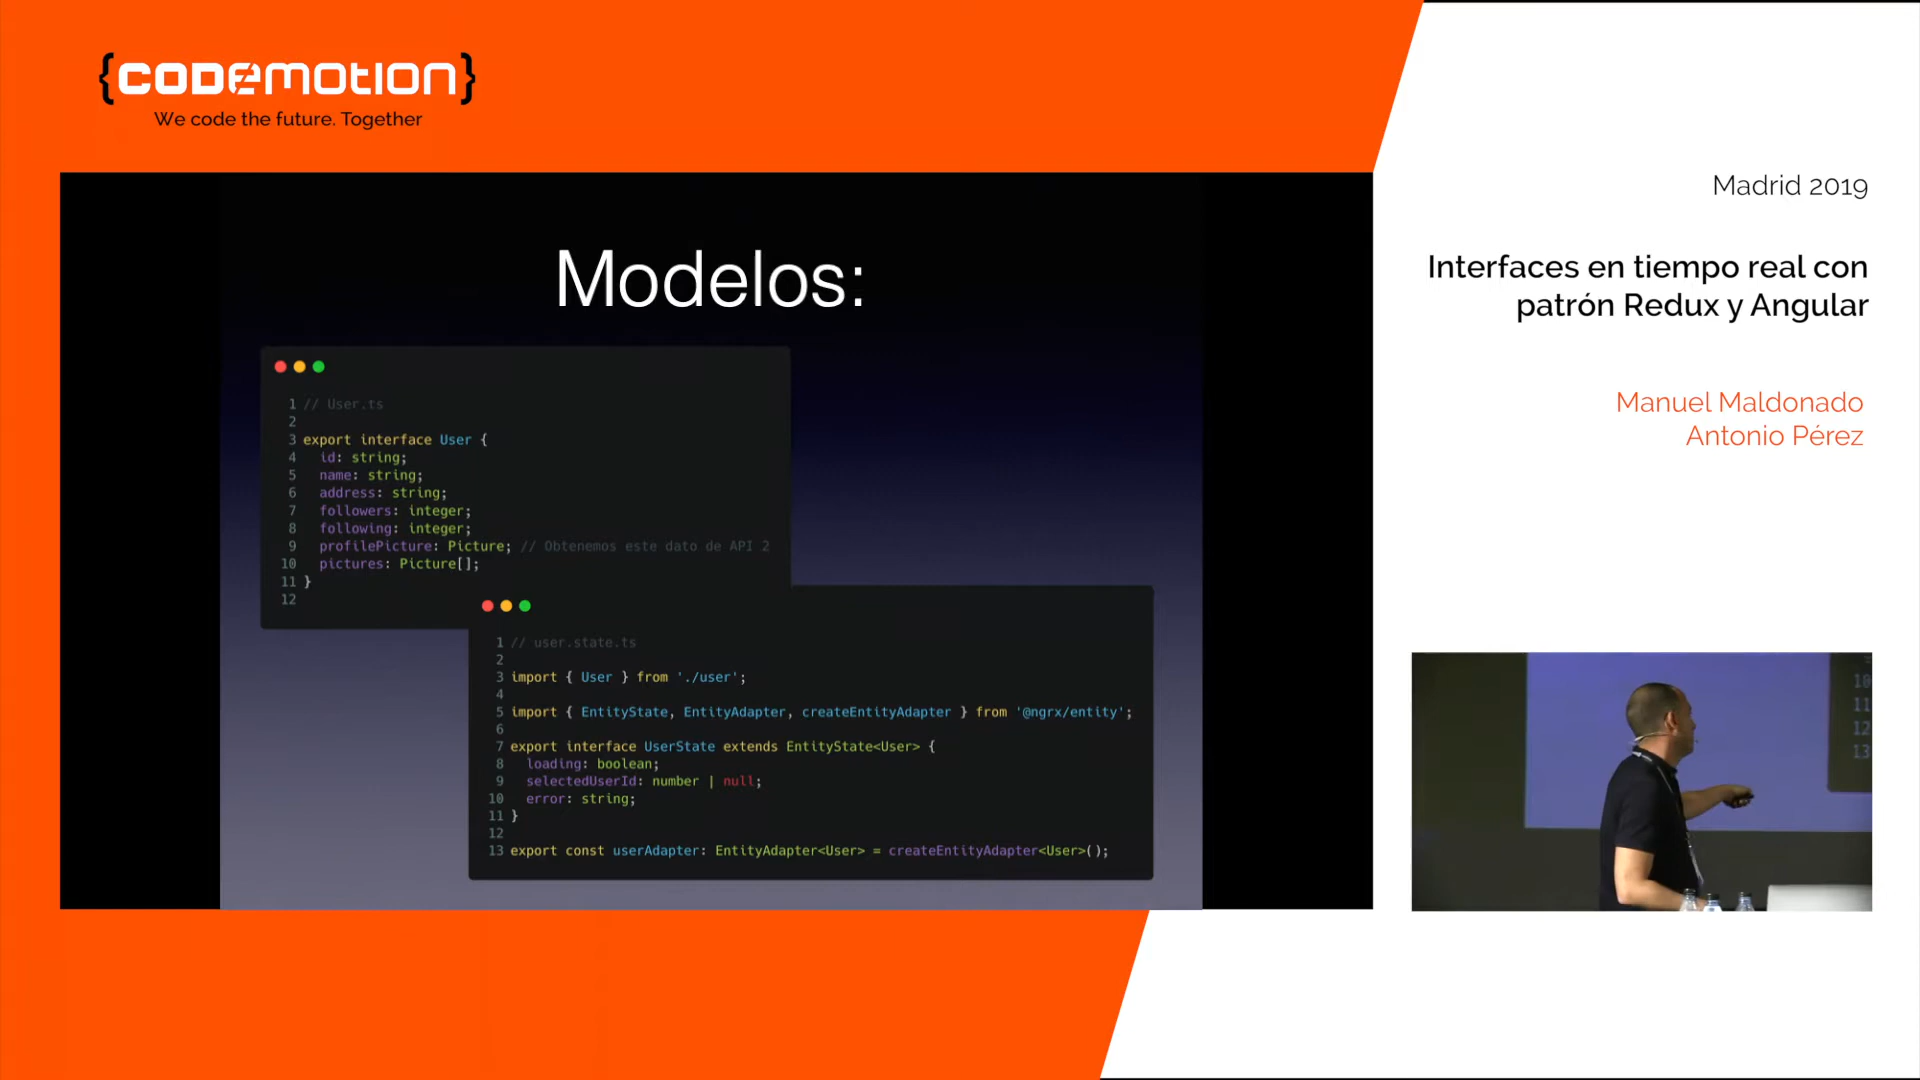 {codemotion}
We code the future. Together
Madrid 2019
Interfaces en tiempo real con
patrón Redux y Angular
Manuel Maldonado
Antonio Pérez
Modelos:
1 // User.ts
2
3 export interface User {
4 id: string;
5 name: string;
6 address: string;
7 followers: integer;
8 following: integer;
9 profilePicture: Picture; // Obtenemos este dato de API 2
10 pictures: Picture[];
11 }
12
1 // user.state.ts
2
3 import { User } from './user';
4
5 import { EntityState, EntityAdapter, createEntityAdapter } from '@ngrx/entity';
6
7 export interface UserState extends EntityState<User> {
8 loading: boolean;
9 selectedUserId: number | null;
10 error: string;
11 }
12
13 export const userAdapter: EntityAdapter<User> = createEntityAdapter<User>();
10
11
12
13